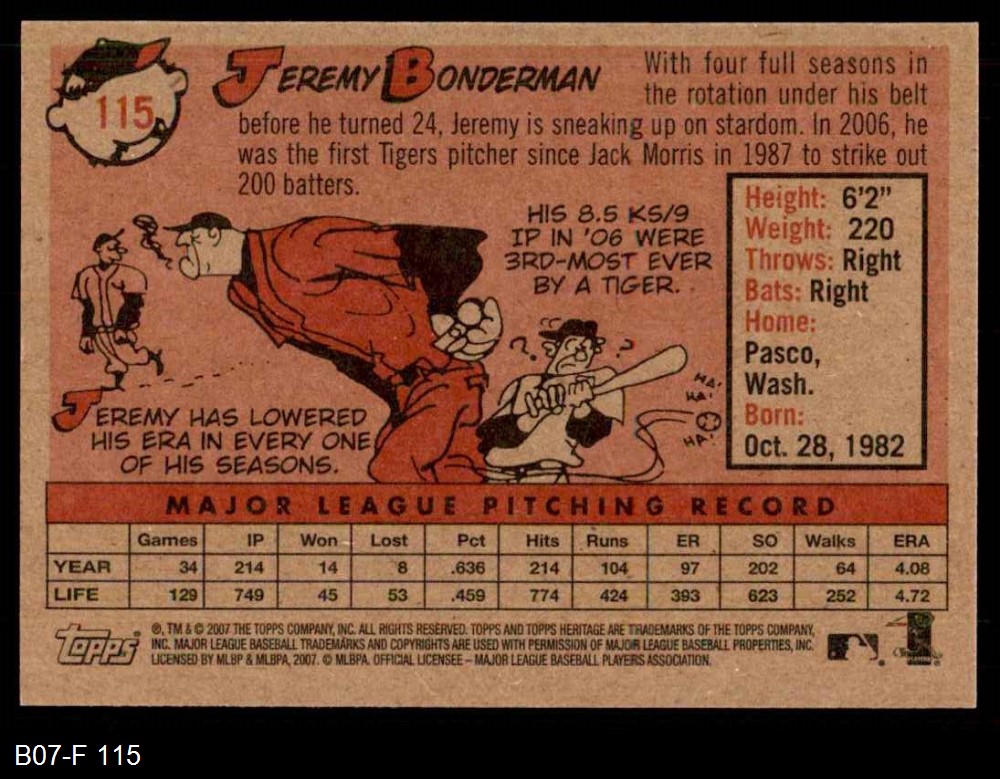 115
JEREMY BONDERMAN
With four full seasons in
the rotation under his belt
before he turned 24, Jeremy is sneaking up on stardom. In 2006, he
was the first Tigers pitcher since Jack Morris in 1987 to strike out
200 batters.
HIS 8.5 KS/9
IP IN '06 WERE
3RD-MOST EVER
BY A TIGER.
Height: 6'2"
Weight: 220
Throws: Right
Bats: Right
Home:
Pasco,
Wash.
Born:
Oct. 28, 1982
? ?
HA!
HA!
HA!
JEREMY HAS LOWERED
HIS ERA IN EVERY ONE
OF HIS SEASONS.
MAJOR LEAGUE PITCHING RECORD
Games IP Won Lost Pct Hits Runs ER SO Walks ERA
YEAR 34 214 14 8 .636 214 104 97 202 64 4.08
LIFE 129 749 45 53 .459 774 424 393 623 252 4.72
Topps
®, TM & © 2007 THE TOPPS COMPANY, INC. ALL RIGHTS RESERVED. TOPPS AND TOPPS HERITAGE ARE TRADEMARKS OF THE TOPPS COMPANY,
INC. MAJOR LEAGUE BASEBALL TRADEMARKS AND COPYRIGHTS ARE USED WITH PERMISSION OF MAJOR LEAGUE BASEBALL PROPERTIES, INC.
LICENSED BY MLBP & MLBPA, 2007. © MLBPA. OFFICIAL LICENSEE – MAJOR LEAGUE BASEBALL PLAYERS ASSOCIATION.
B07-F 115